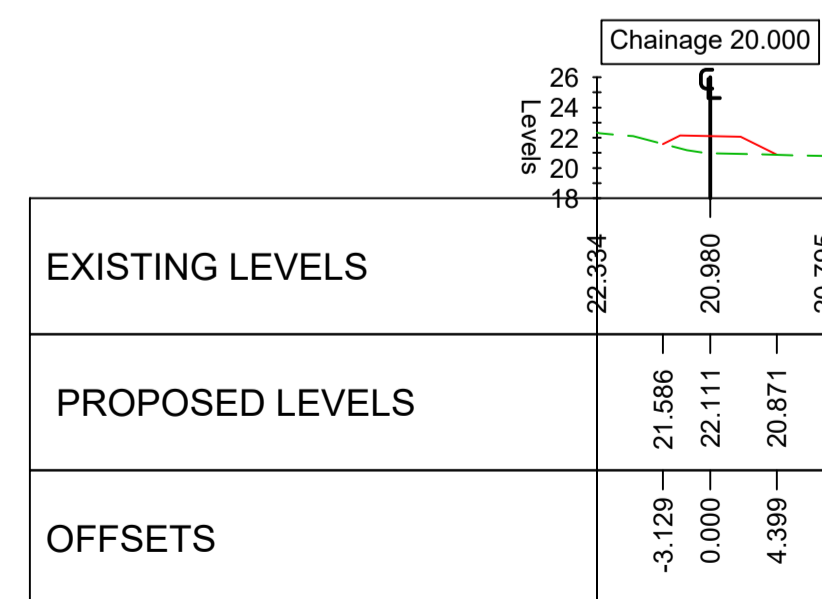 Chainage 20.000
CL
26
24
22
20
18
Levels
EXISTING LEVELS
22.334
20.980
PROPOSED LEVELS
21.586
22.111
20.871
OFFSETS
-3.129
0.000
4.399